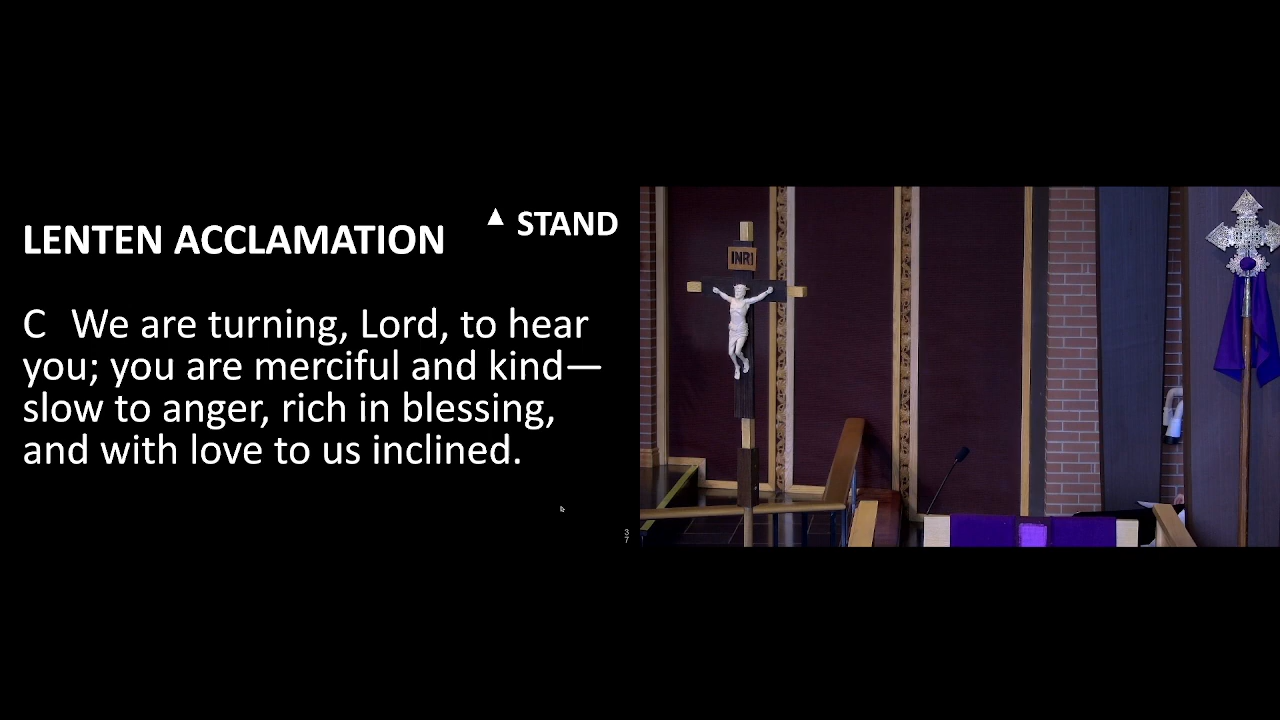 ▲ STAND
LENTEN ACCLAMATION
C We are turning, Lord, to hear
you; you are merciful and kind—
slow to anger, rich in blessing,
and with love to us inclined.
37
INRI